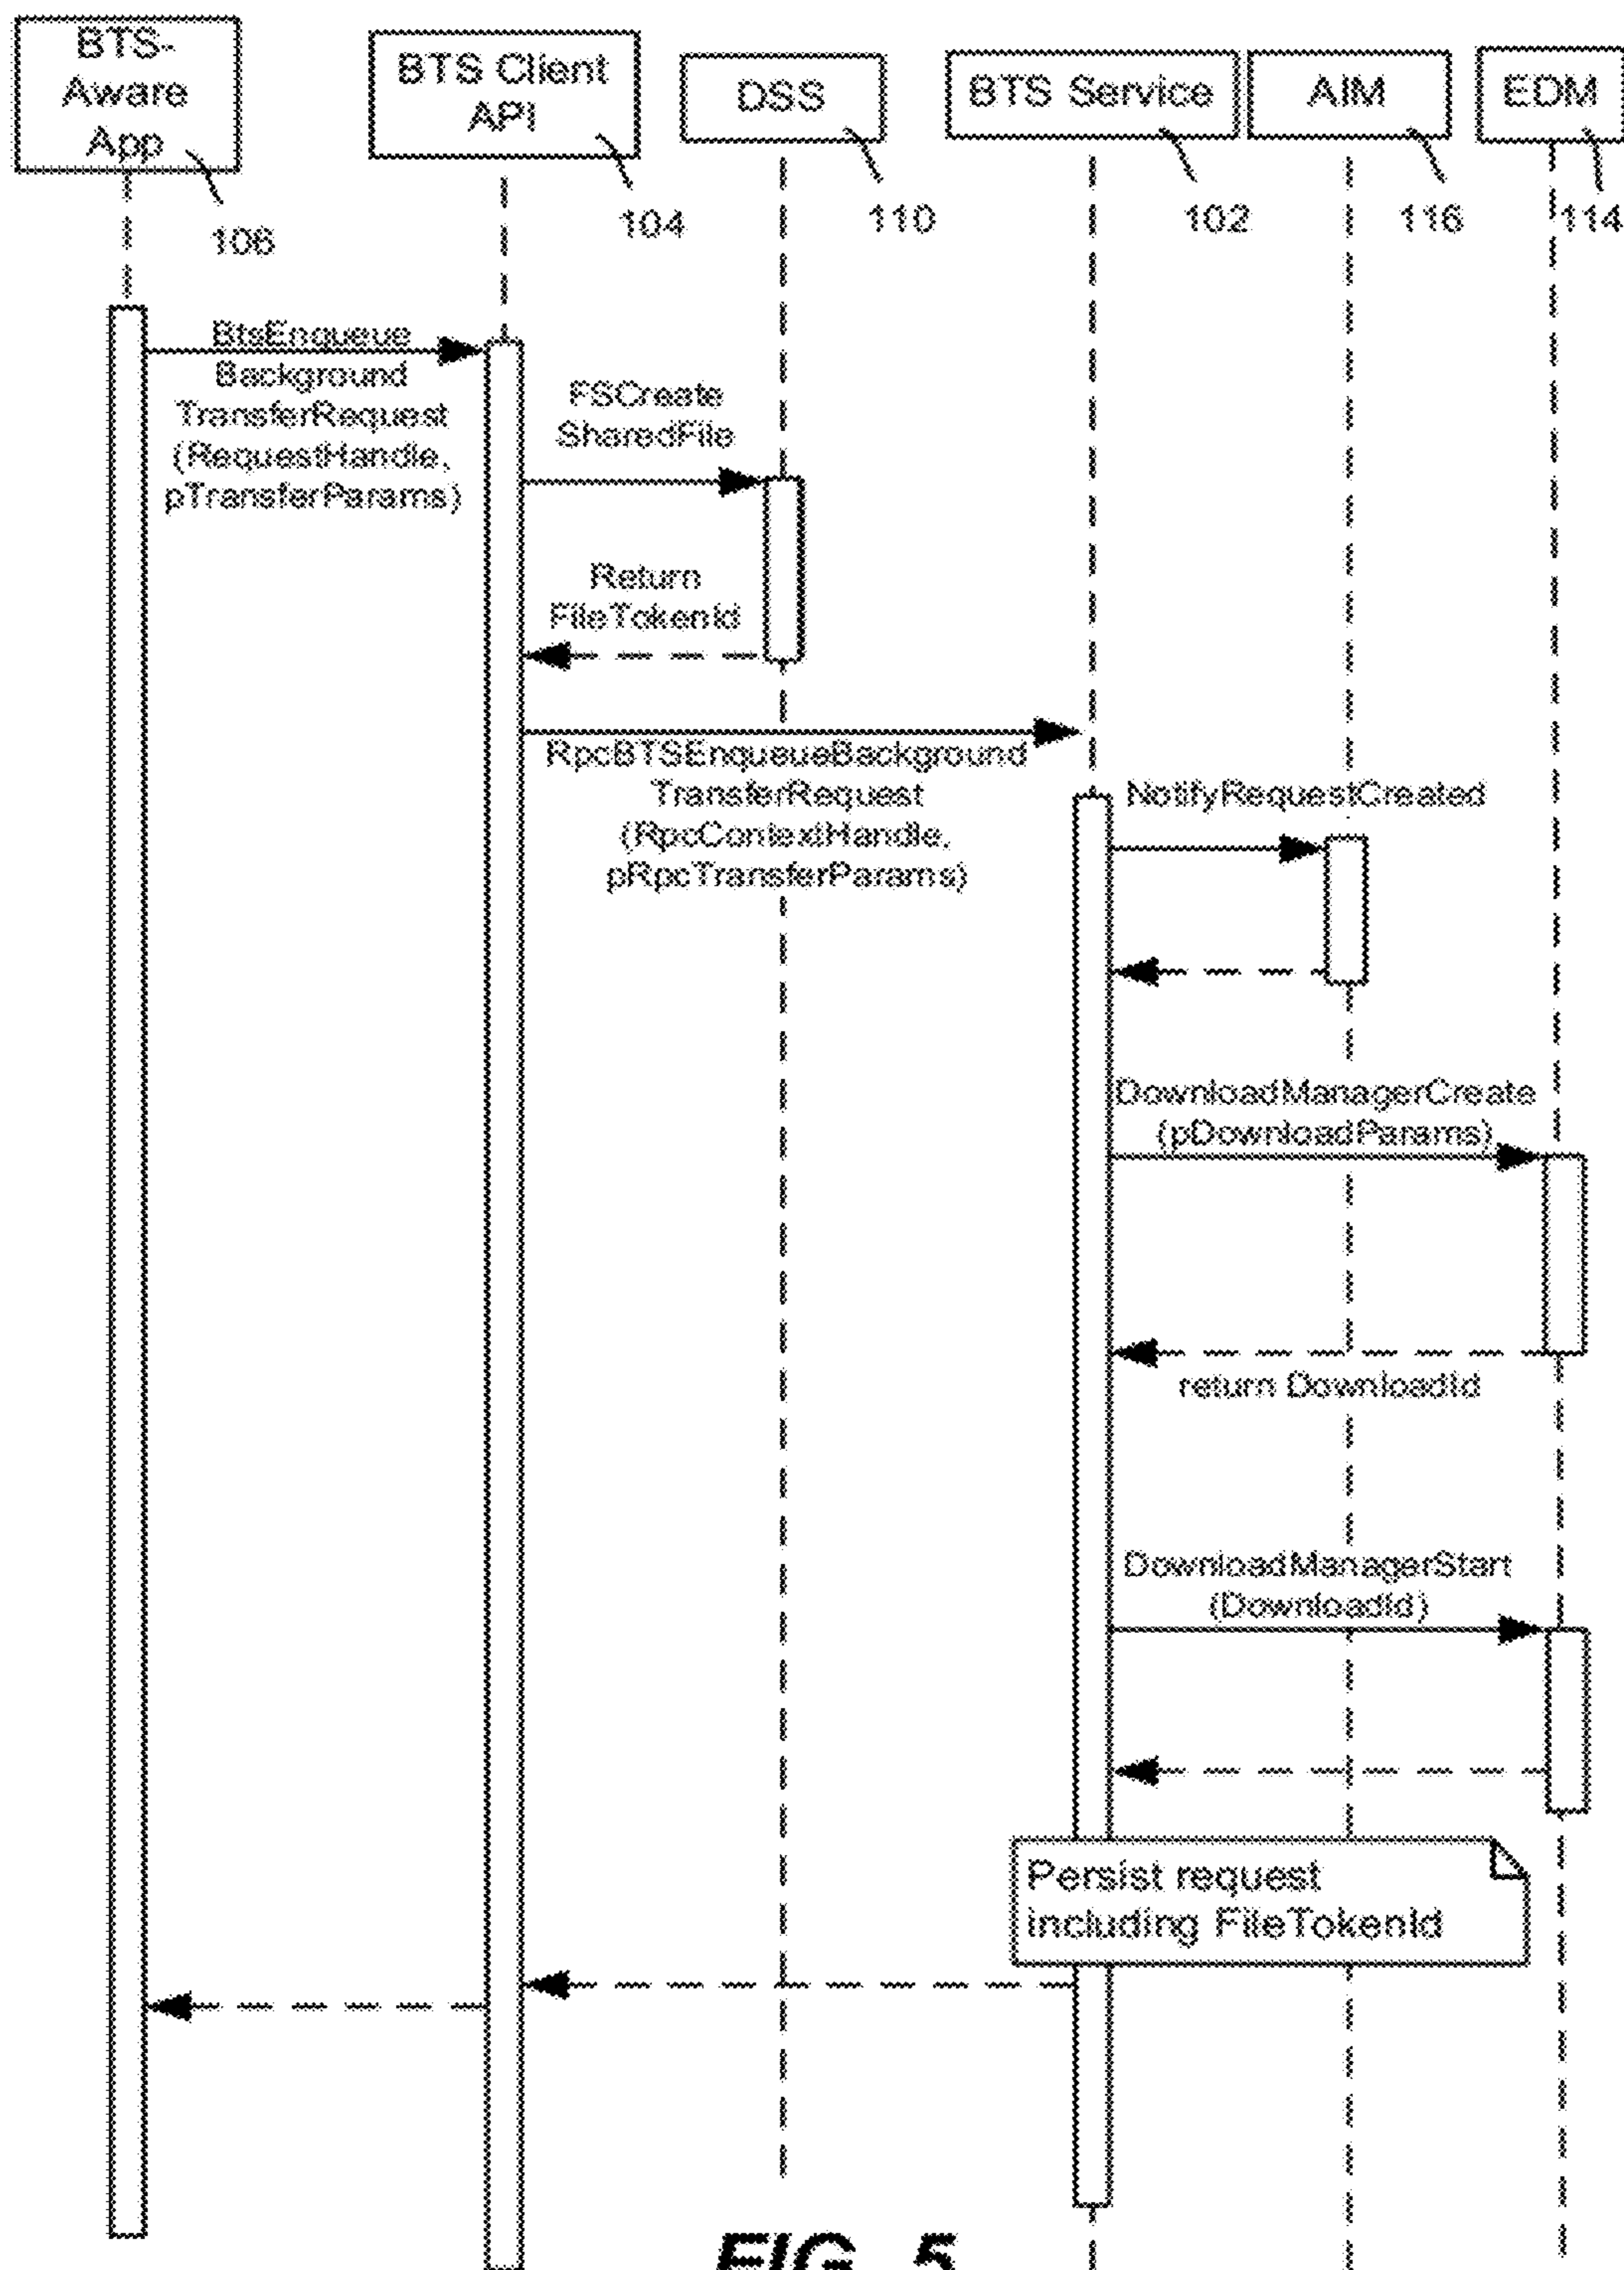 BTS-
Aware
App
BTS Client
API
DSS
BTS Service
AIM
EDM
106
104
110
102
116
114
BtsEnqueue
Background
TransferRequest
(RequestHandle,
pTransferParams)
FSCreate
SharedFile
Return
FileTokenId
RpcBTSEnqueueBackground
TransferRequest
(RpcContextHandle,
pRpcTransferParams)
NotifyRequestCreated
DownloadManagerCreate
(pDownloadParams)
return DownloadId
DownloadManagerStart
(DownloadId)
Persist request
including FileTokenId
FIG. 5